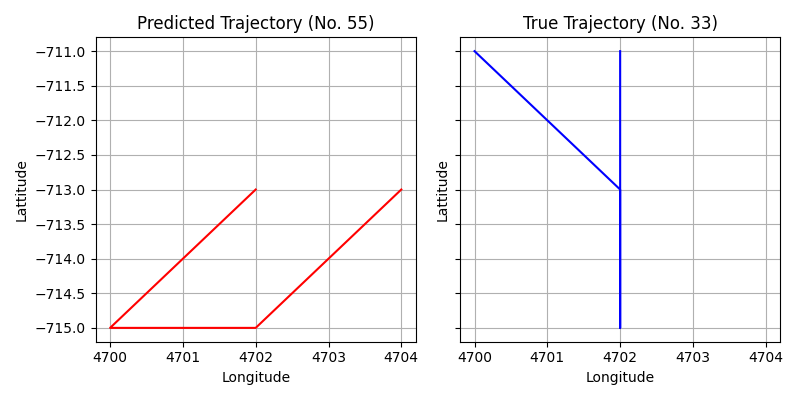 Predicted Trajectory (No. 55)
True Trajectory (No. 33)
Lattitude
−711.0
−711.5
−712.0
−712.5
−713.0
−713.5
−714.0
−714.5
−715.0
4700 4701 4702 4703 4704
Longitude
Lattitude
4700 4701 4702 4703 4704
Longitude